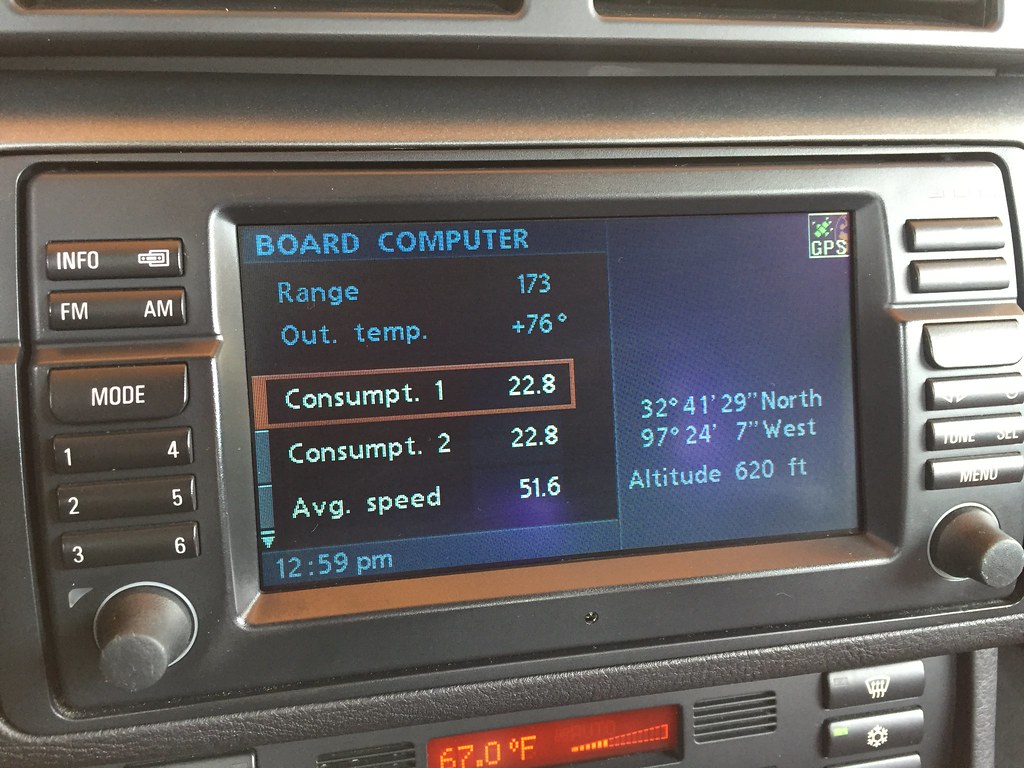 BOARD COMPUTER
GPS
Range 173
Out. temp. +76°
Consumpt. 1 22.8
Consumpt. 2 22.8
Avg. speed 51.6
12:59 pm
32°41'29"North
97°24' 7"West
Altitude 620 ft
INFO
FM AM
MODE
1 4
2 5
3 6
TONE SEL
MENU
67.0°F